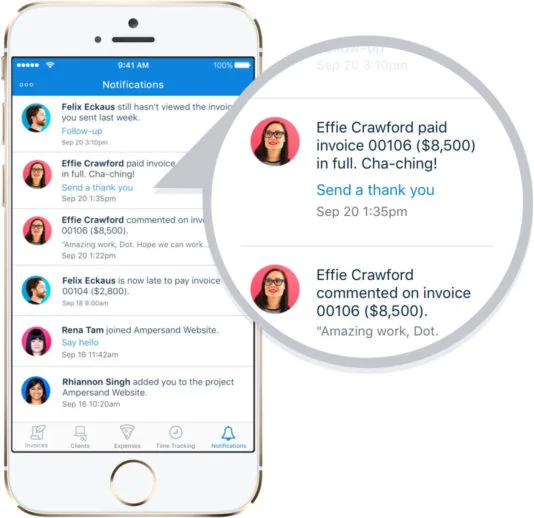 9:41 AM
100%
Notifications
Felix Eckaus still hasn't viewed the invoic
you sent last week.
Follow-up
Sep 20 3:10pm
Effie Crawford paid invoice
in full. Cha-ching!
Send a thank you
Sep 20 1:35pm
Effie Crawford commented on invoic
00106 ($8,500).
"Amazing work, Dot. Hope we can work...
Sep 20 1:22pm
Felix Eckaus is now late to pay invoice
00104 ($2,800).
Sep 18 9:00am
Rena Tam joined Ampersand Website.
Say hello
Sep 16 11:42am
Rhiannon Singh added you to the project
Ampersand Website.
Sep 16 10:20am
Invoices
Clients
Expenses
Time Tracking
Notifications
Follow-up
Sep 20 3:10pm
Effie Crawford paid
invoice 00106 ($8,500)
in full. Cha-ching!
Send a thank you
Sep 20 1:35pm
Effie Crawford
commented on invoice
00106 ($8,500).
"Amazing work, Dot.